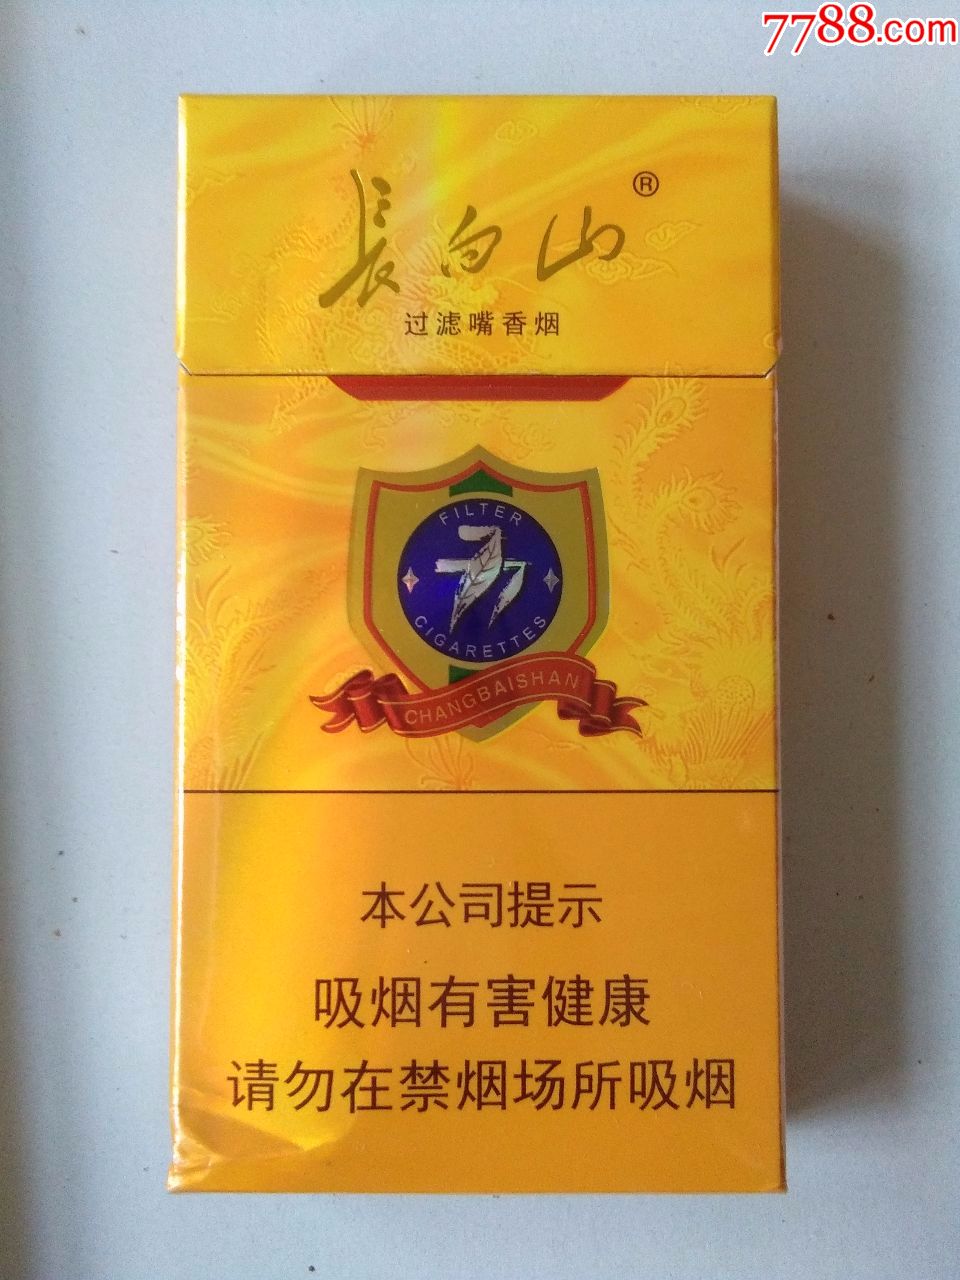 7788.com
長白山®
过滤嘴香烟
FILTER
CIGARETTES
CHANGBAISHAN
本公司提示
吸烟有害健康
请勿在禁烟场所吸烟